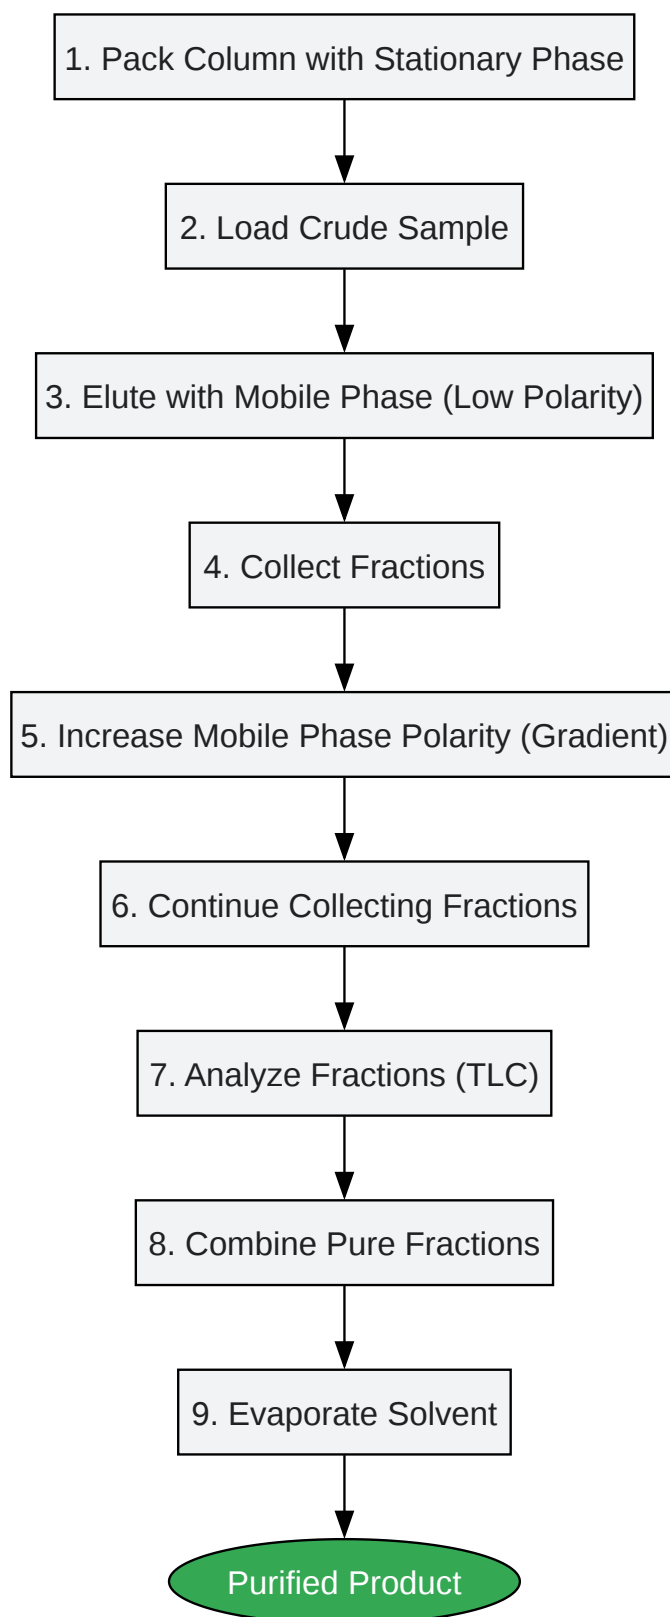 1. Pack Column with Stationary Phase
2. Load Crude Sample
3. Elute with Mobile Phase (Low Polarity)
4. Collect Fractions
5. Increase Mobile Phase Polarity (Gradient)
6. Continue Collecting Fractions
7. Analyze Fractions (TLC)
8. Combine Pure Fractions
9. Evaporate Solvent
Purified Product